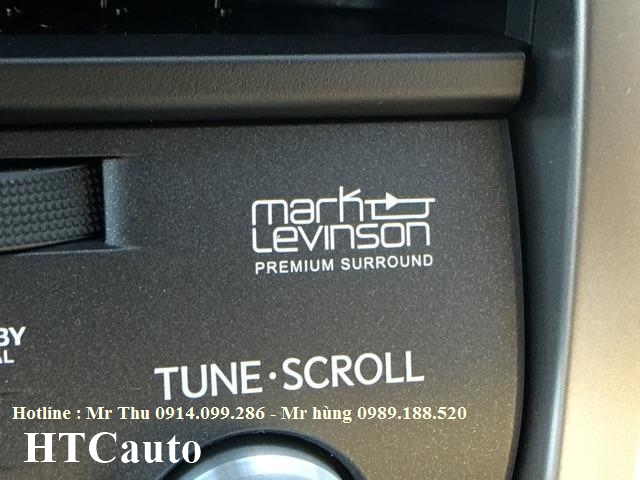 mark
Levinson
PREMIUM SURROUND
BY
AL
TUNE·SCROLL
Hotline : Mr Thu 0914.099.286 - Mr hùng 0989.188.520
HTCauto